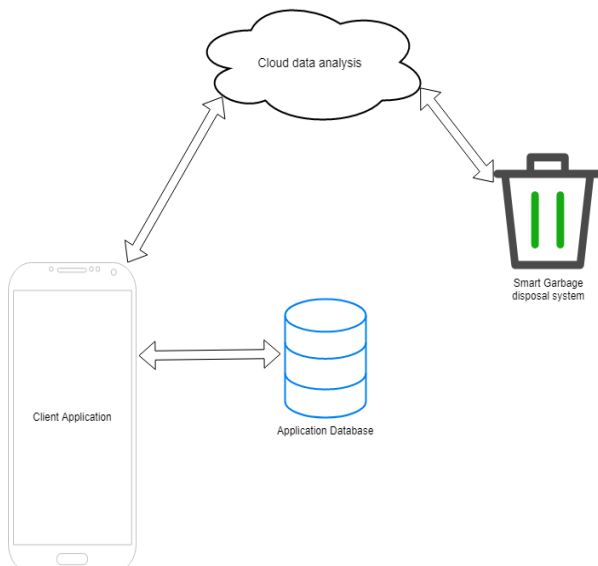 Cloud data analysis
Smart Garbage
disposal system
Client Application
Application Database